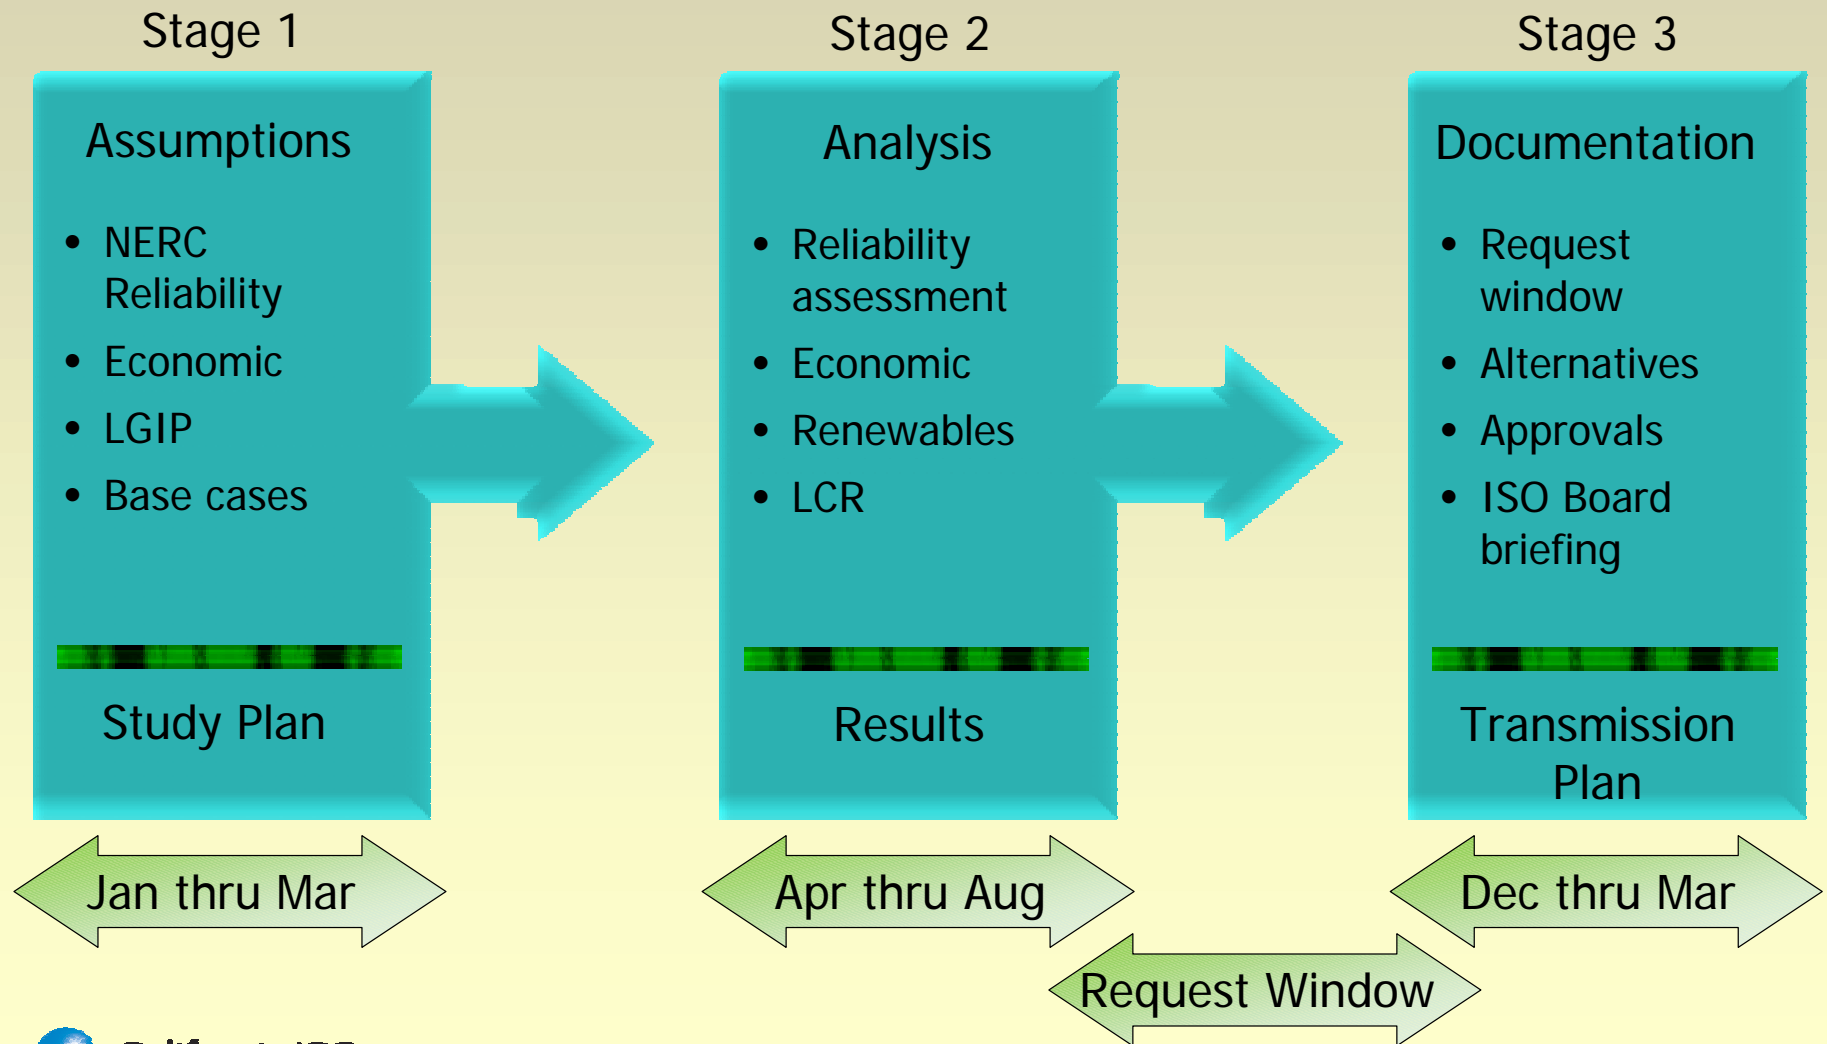 Stage 1
Assumptions
• NERC
Reliability
• Economic
• LGIP
• Base cases
Study Plan
Jan thru Mar
Stage 2
Analysis
• Reliability
assessment
• Economic
• Renewables
• LCR
Results
Apr thru Aug
Request Window
Stage 3
Documentation
• Request
window
• Alternatives
• Approvals
• ISO Board
briefing
Transmission
Plan
Dec thru Mar